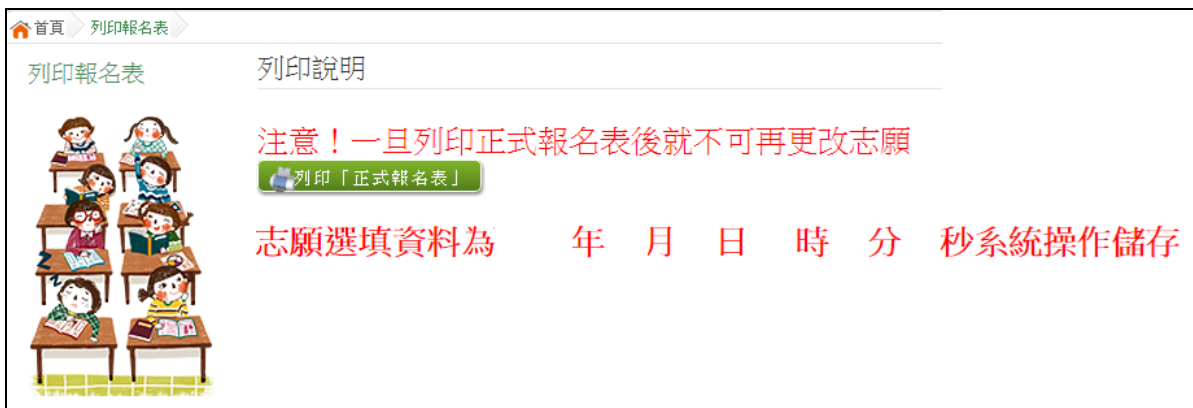 首頁 列印報名表
列印報名表
列印說明
注意！一旦列印正式報名表後就不可再更改志願
列印「正式報名表」
志願選填資料為 年 月 日 時 分 秒系統操作儲存